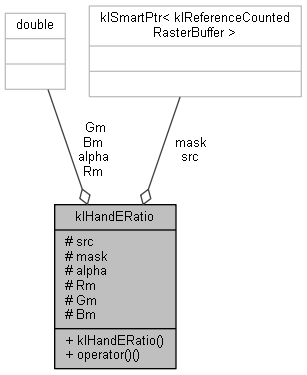 double
klSmartPtr< klReferenceCounted
RasterBuffer >
Gm
Bm
alpha
Rm
mask
src
klHandERatio
# src
# mask
# alpha
# Rm
# Gm
# Bm
+ klHandERatio()
+ operator()()